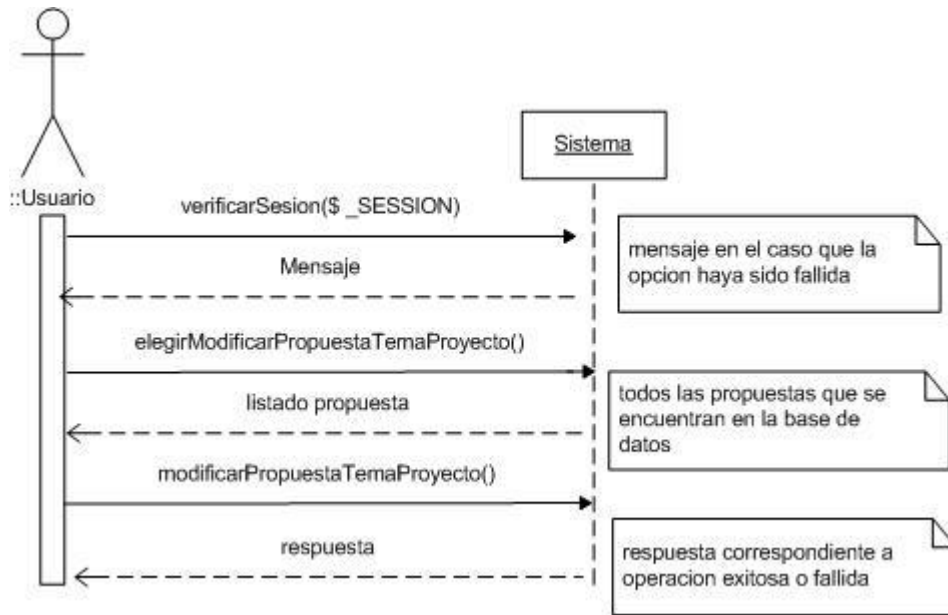 Sistema
::Usuario
verificarSesion($ _SESSION)
mensaje en el caso que la
opcion haya sido fallida
Mensaje
elegirModificarPropuestaTemaProyecto()
todos las propuestas que se
encuentran en la base de
datos
listado propuesta
modificarPropuestaTemaProyecto()
respuesta
respuesta correspondiente a
operacion exitosa o fallida